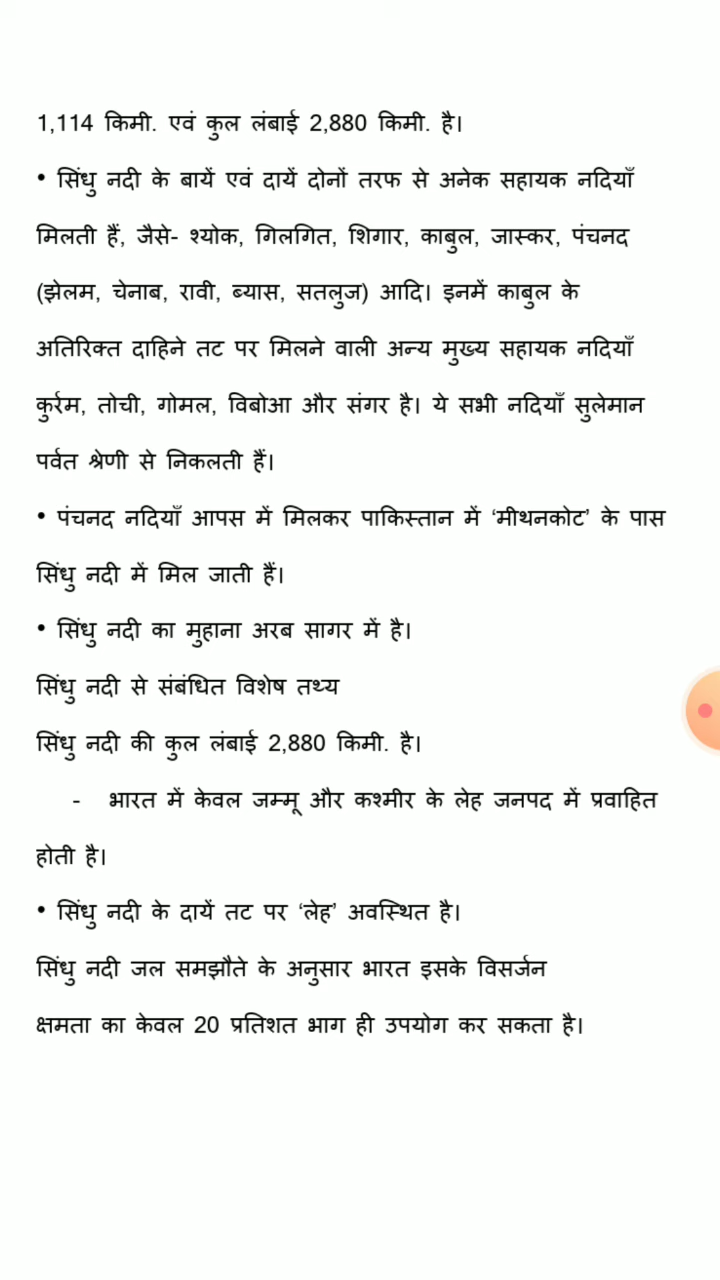 1,114 किमी. एवं कुल लंबाई 2,880 किमी. है।
• सिंधु नदी के बायें एवं दायें दोनों तरफ से अनेक सहायक नदियाँ
मिलती हैं, जैसे- श्योक, गिलगित, शिगार, काबुल, जास्कर, पंचनद
(झेलम, चेनाब, रावी, ब्यास, सतलुज) आदि। इनमें काबुल के
अतिरिक्त दाहिने तट पर मिलने वाली अन्य मुख्य सहायक नदियाँ
कुर्रम, तोची, गोमल, विबोआ और संगर है। ये सभी नदियाँ सुलेमान
पर्वत श्रेणी से निकलती हैं।
• पंचनद नदियाँ आपस में मिलकर पाकिस्तान में ‘मीथनकोट’ के पास
सिंधु नदी में मिल जाती हैं।
• सिंधु नदी का मुहाना अरब सागर में है।
सिंधु नदी से संबंधित विशेष तथ्य
सिंधु नदी की कुल लंबाई 2,880 किमी. है।
- भारत में केवल जम्मू और कश्मीर के लेह जनपद में प्रवाहित
होती है।
• सिंधु नदी के दायें तट पर ‘लेह’ अवस्थित है।
सिंधु नदी जल समझौते के अनुसार भारत इसके विसर्जन
क्षमता का केवल 20 प्रतिशत भाग ही उपयोग कर सकता है।